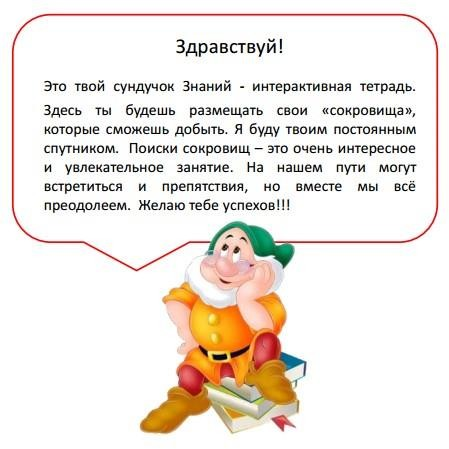 Здравствуй!
Это твой сундучок Знаний - интерактивная тетрадь.
Здесь ты будешь размещать свои «сокровища»,
которые сможешь добыть. Я буду твоим постоянным
спутником. Поиски сокровищ – это очень интересное
и увлекательное занятие. На нашем пути могут
встретиться и препятствия, но вместе мы всё
преодолеем. Желаю тебе успехов!!!